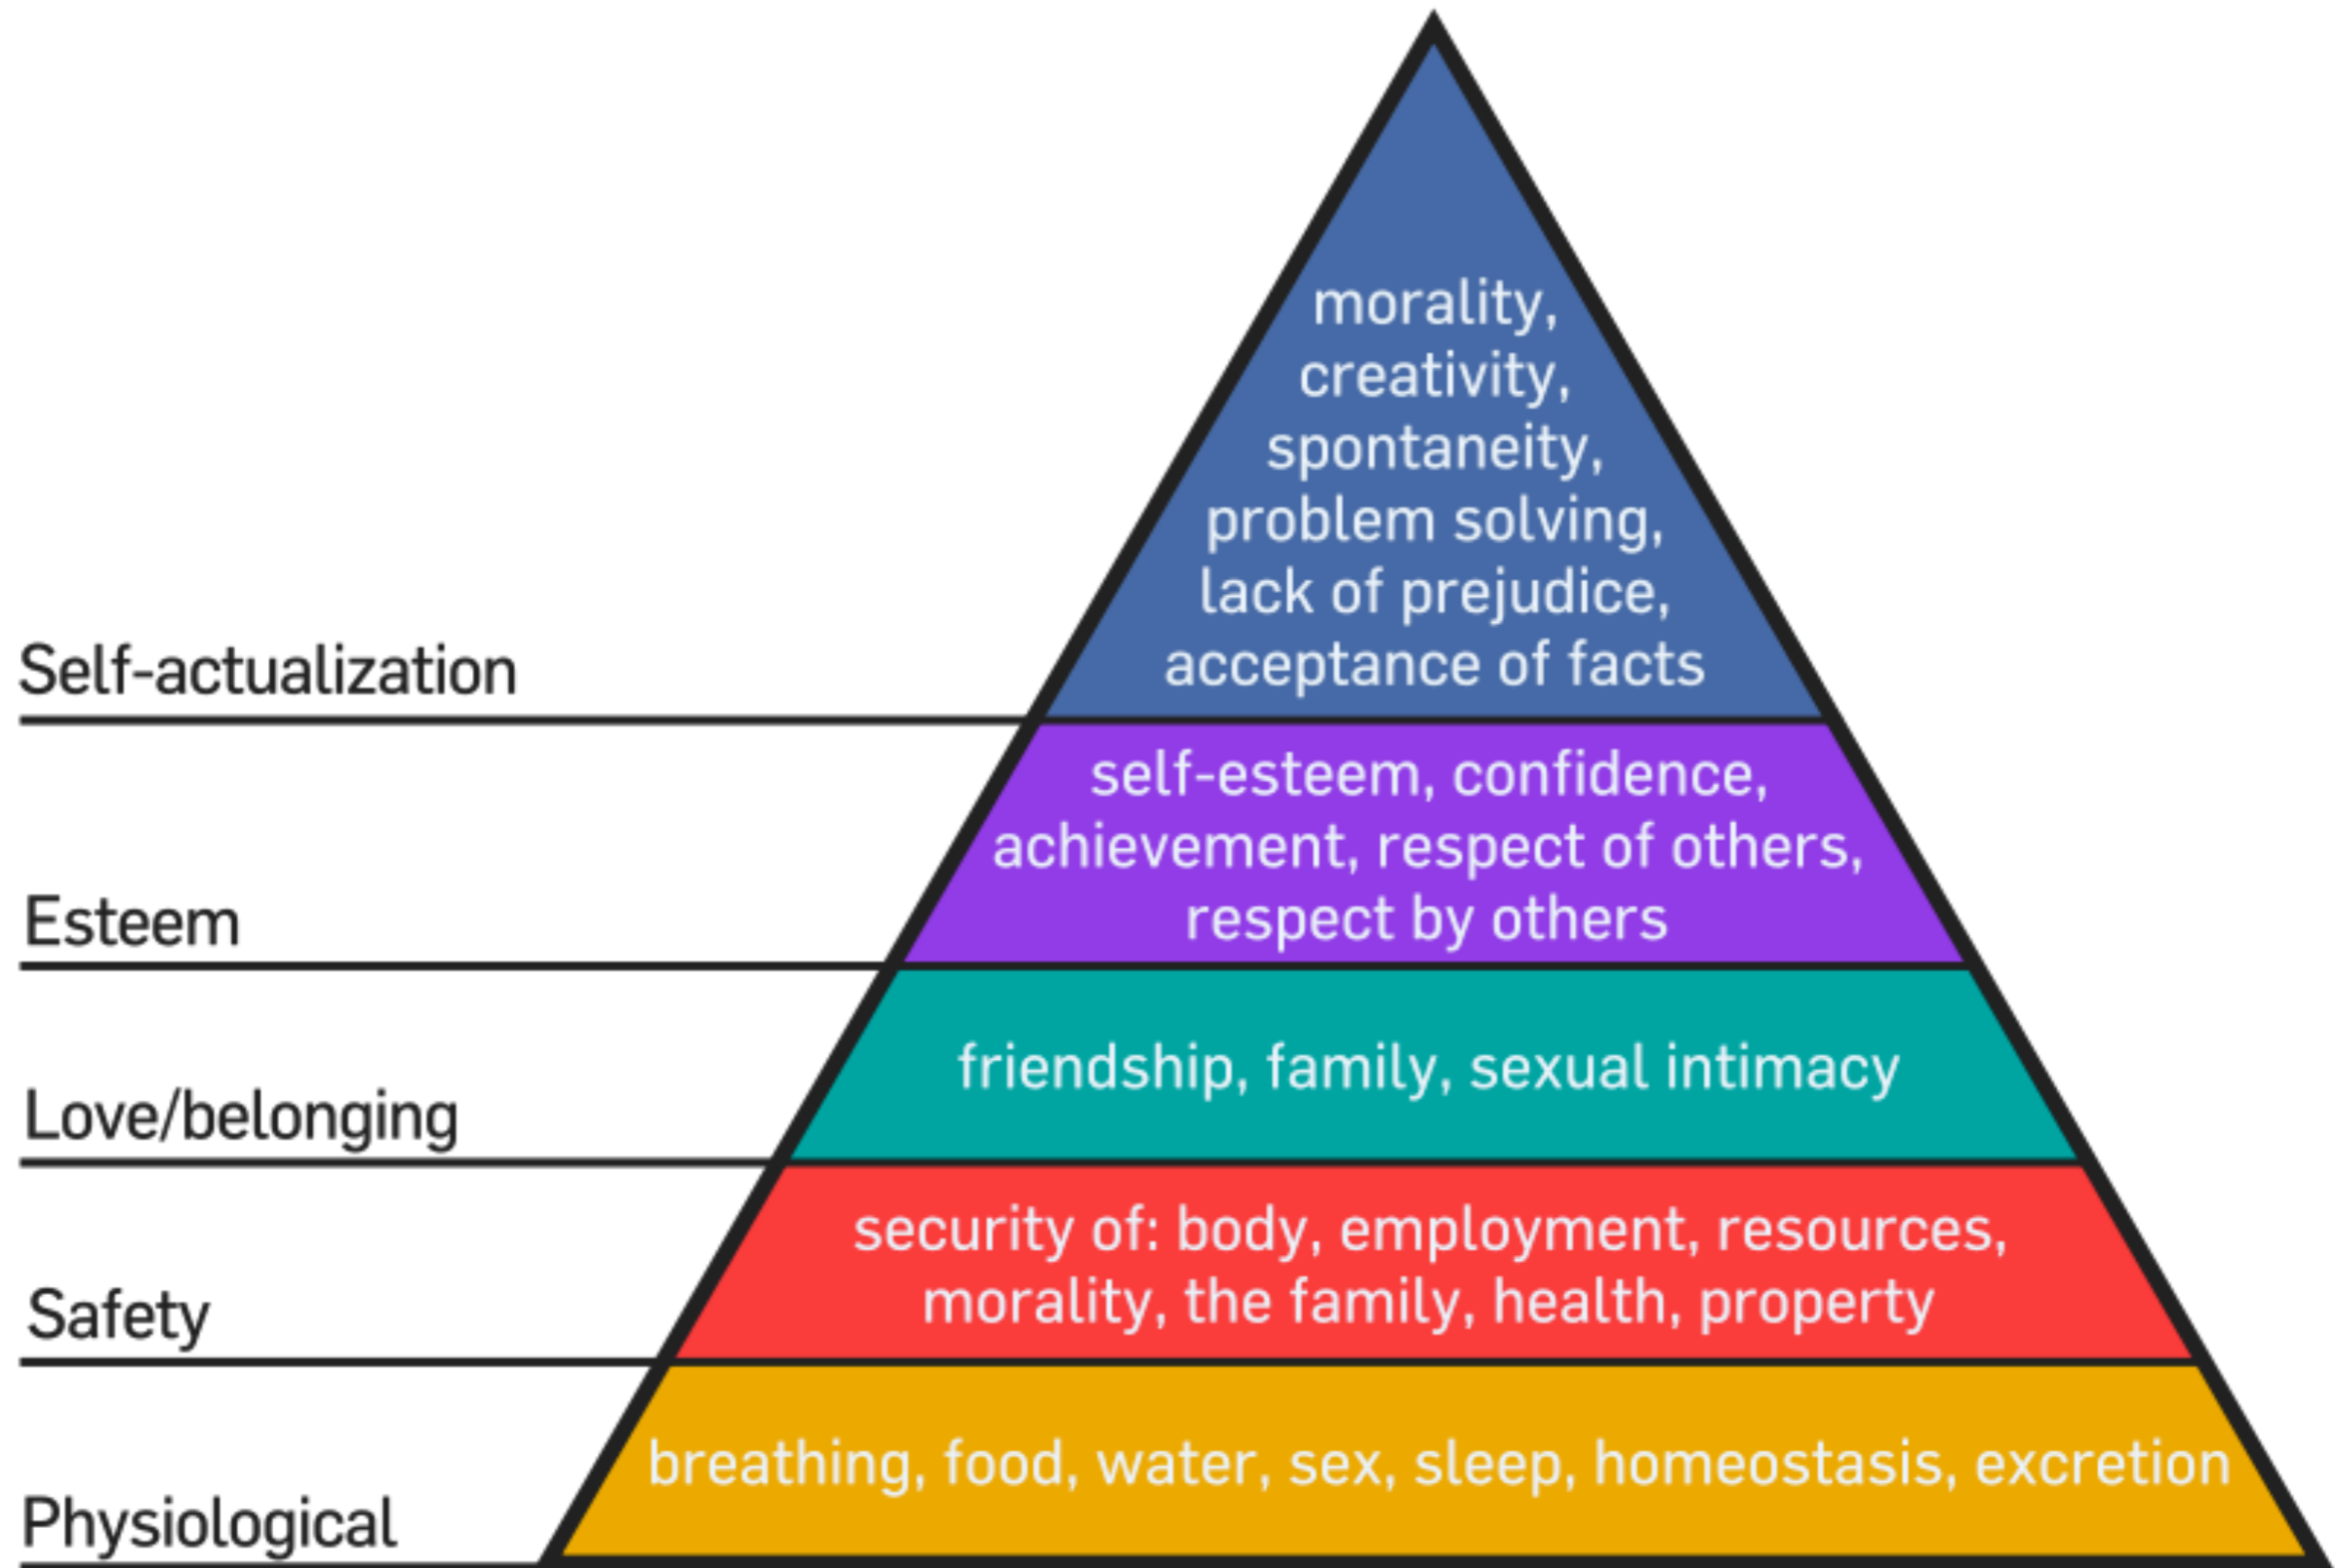 morality,
creativity,
spontaneity,
problem solving,
lack of prejudice,
acceptance of facts
Self-actualization
self-esteem, confidence,
achievement, respect of others,
respect by others
Esteem
friendship, family, sexual intimacy
Love/belonging
security of: body, employment, resources,
morality, the family, health, property
Safety
breathing, food, water, sex, sleep, homeostasis, excretion
Physiological